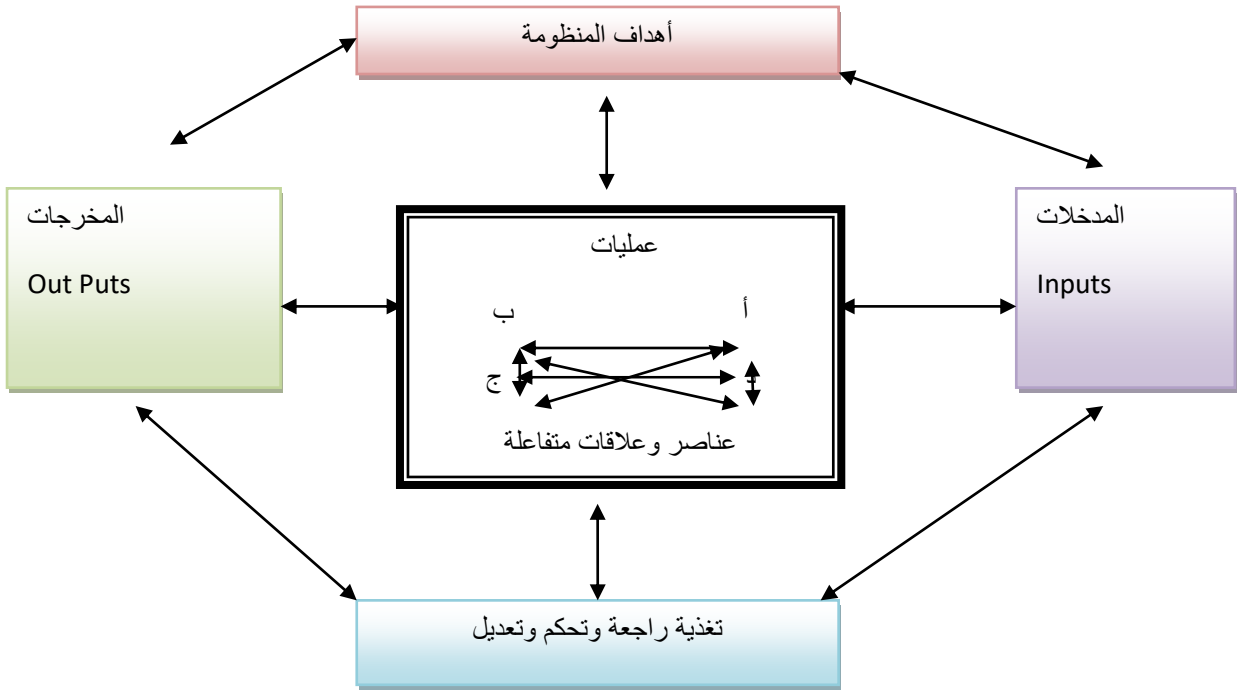 أهداف المنظومة
المدخلات
Inputs
عمليات
أ
ب
ج
عناصر وعلاقات متفاعلة
المخرجات
Out Puts
تغذية راجعة وتحكم وتعديل